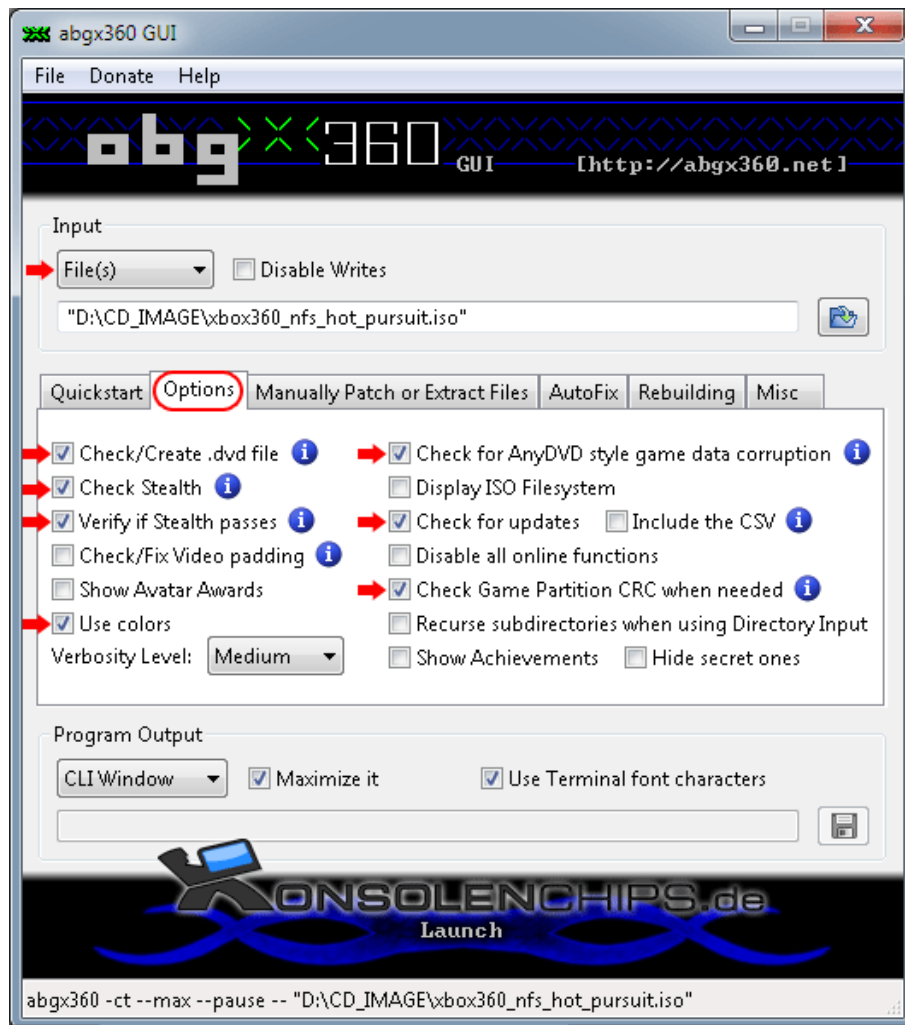 abgx360 GUI
File Donate Help
abgx360 GUI [http://abgx360.net]
Input
File(s) Disable Writes
"D:\CD_IMAGE\xbox360_nfs_hot_pursuit.iso"
Quickstart Options Manually Patch or Extract Files AutoFix Rebuilding Misc
Check/Create .dvd file Check for AnyDVD style game data corruption
Check Stealth Display ISO Filesystem
Verify if Stealth passes Check for updates Include the CSV
Check/Fix Video padding Disable all online functions
Show Avatar Awards Check Game Partition CRC when needed
Use colors Recurse subdirectories when using Directory Input
Verbosity Level: Medium Show Achievements Hide secret ones
Program Output
CLI Window Maximize it Use Terminal font characters
XONSOLENCHIPS.de
Launch
abgx360 -ct --max --pause -- "D:\CD_IMAGE\xbox360_nfs_hot_pursuit.iso"